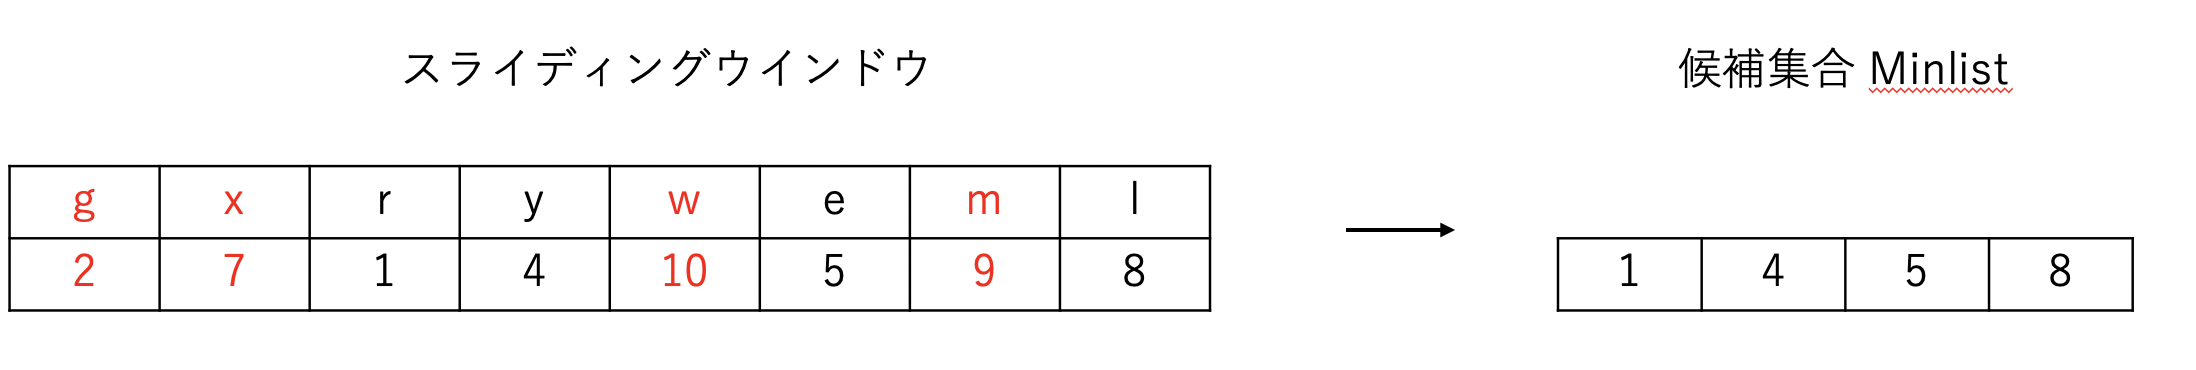 スライディングウインドウ
候補集合 Minlist
g x r y w e m l
2 7 1 4 10 5 9 8
1 4 5 8